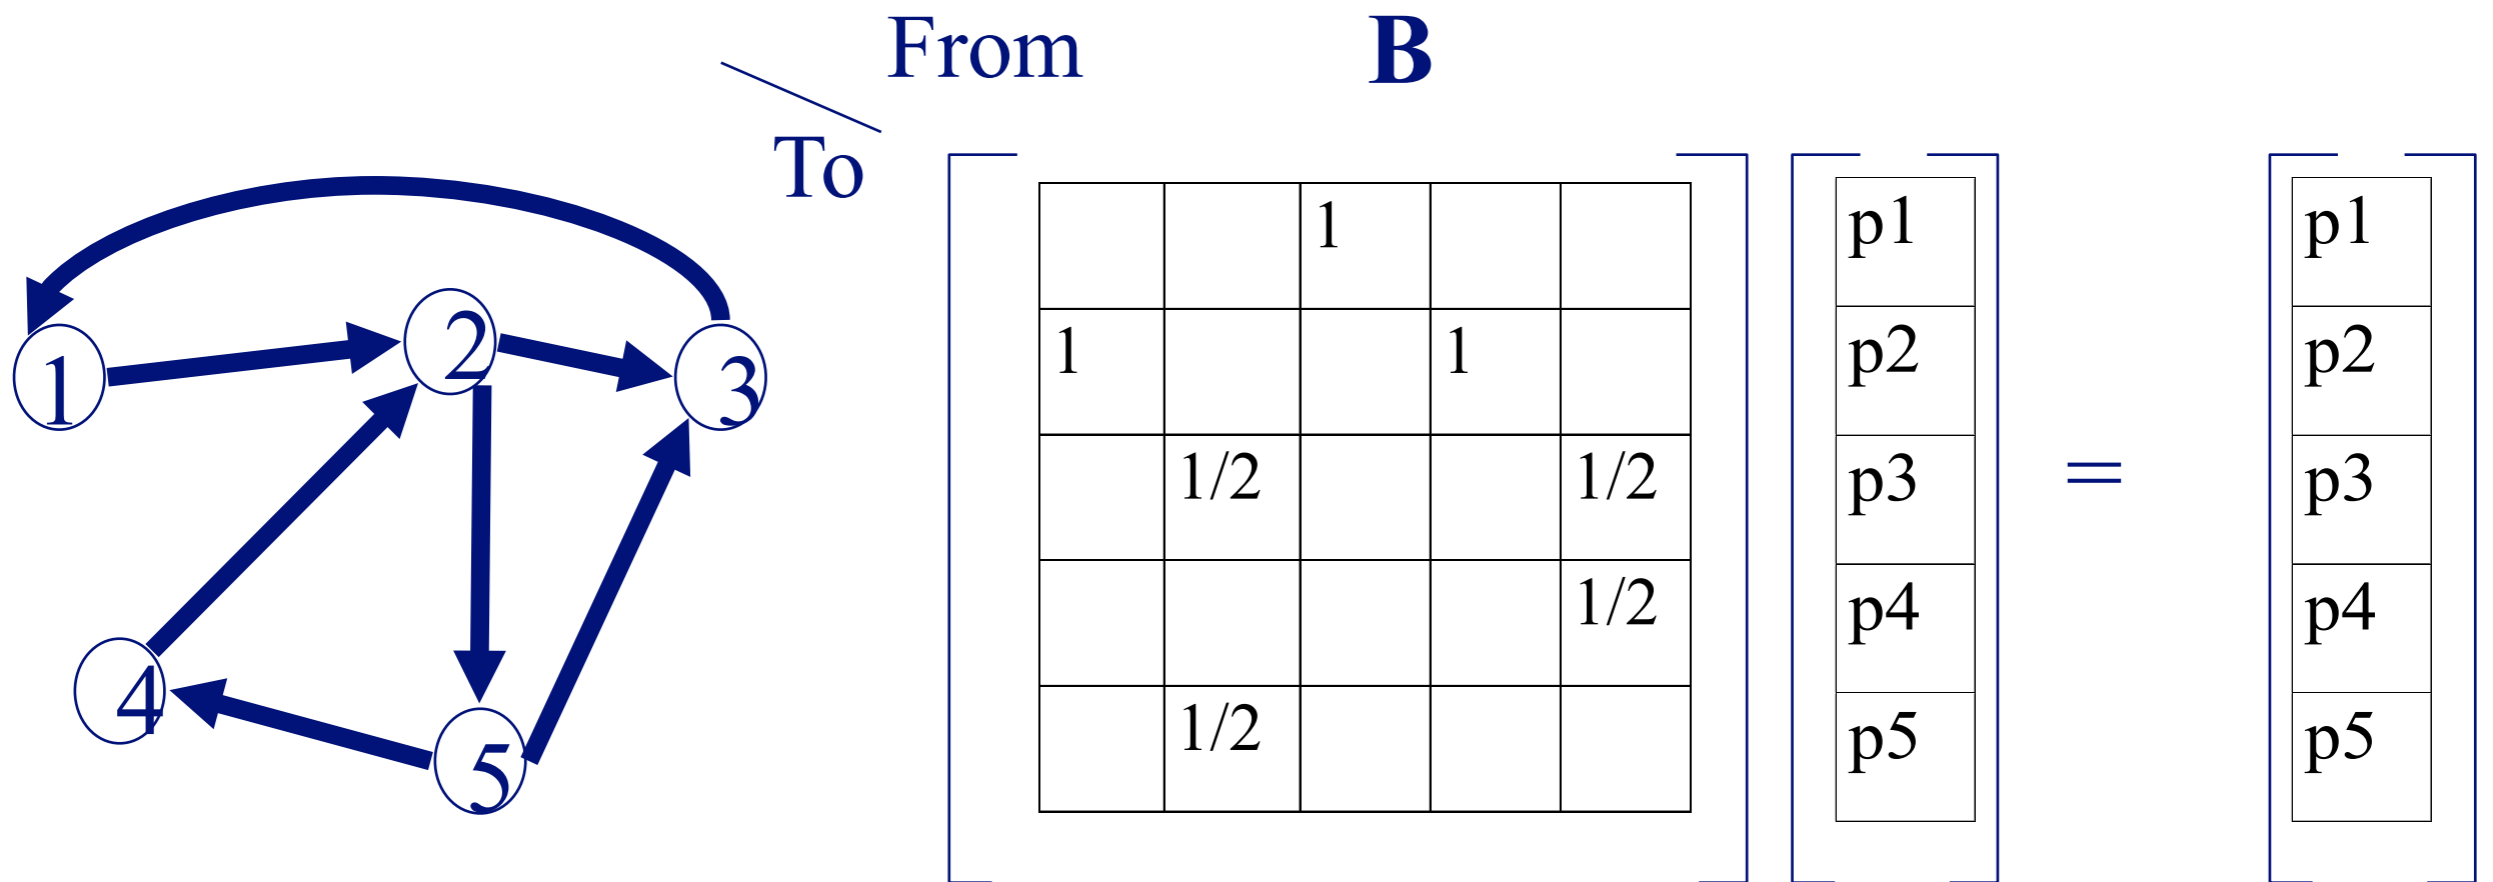 From B
To
1
2
3
4
5
1 p1 p1
1 1 p2 p2
1/2 1/2 p3 = p3
1/2 p4 p4
1/2 p5 p5